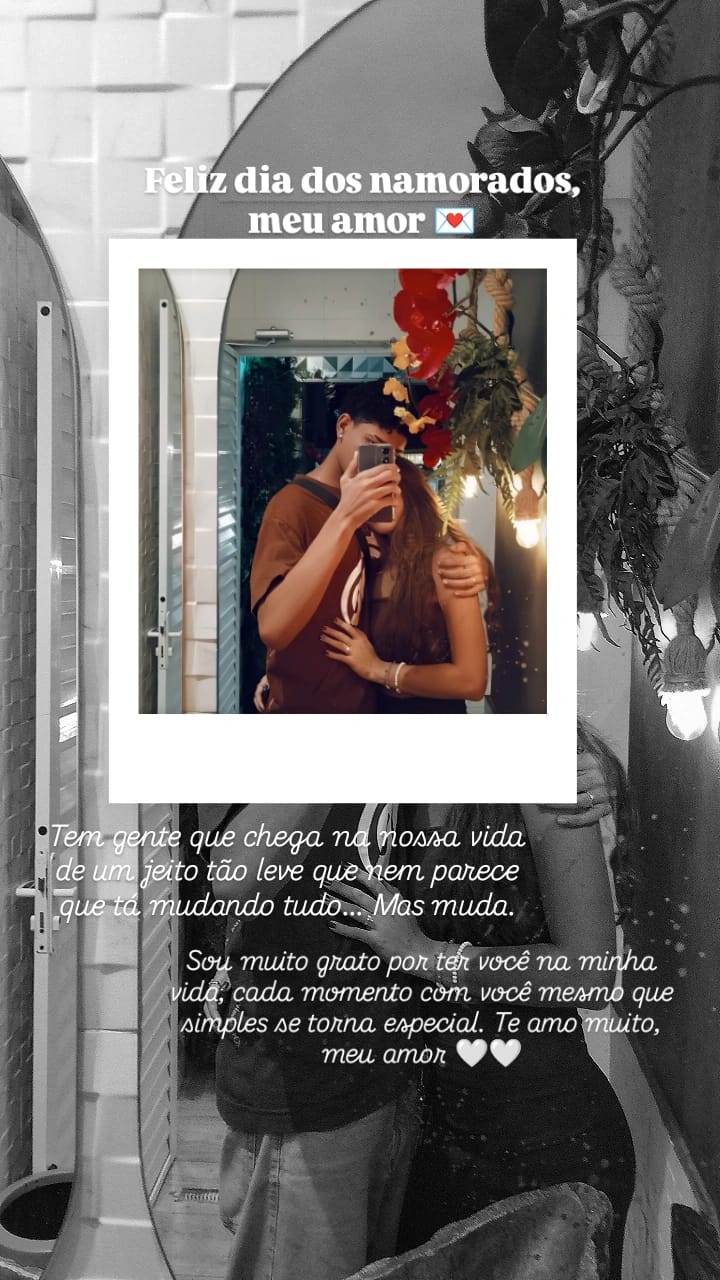 Feliz dia dos namorados,
meu amor 💌
Tem gente que chega na nossa vida
de um jeito tão leve que nem parece
que tá mudando tudo... Mas muda.
Sou muito grato por ter você na minha
vida, cada momento com você mesmo que
simples se torna especial. Te amo muito,
meu amor 🤍🤍